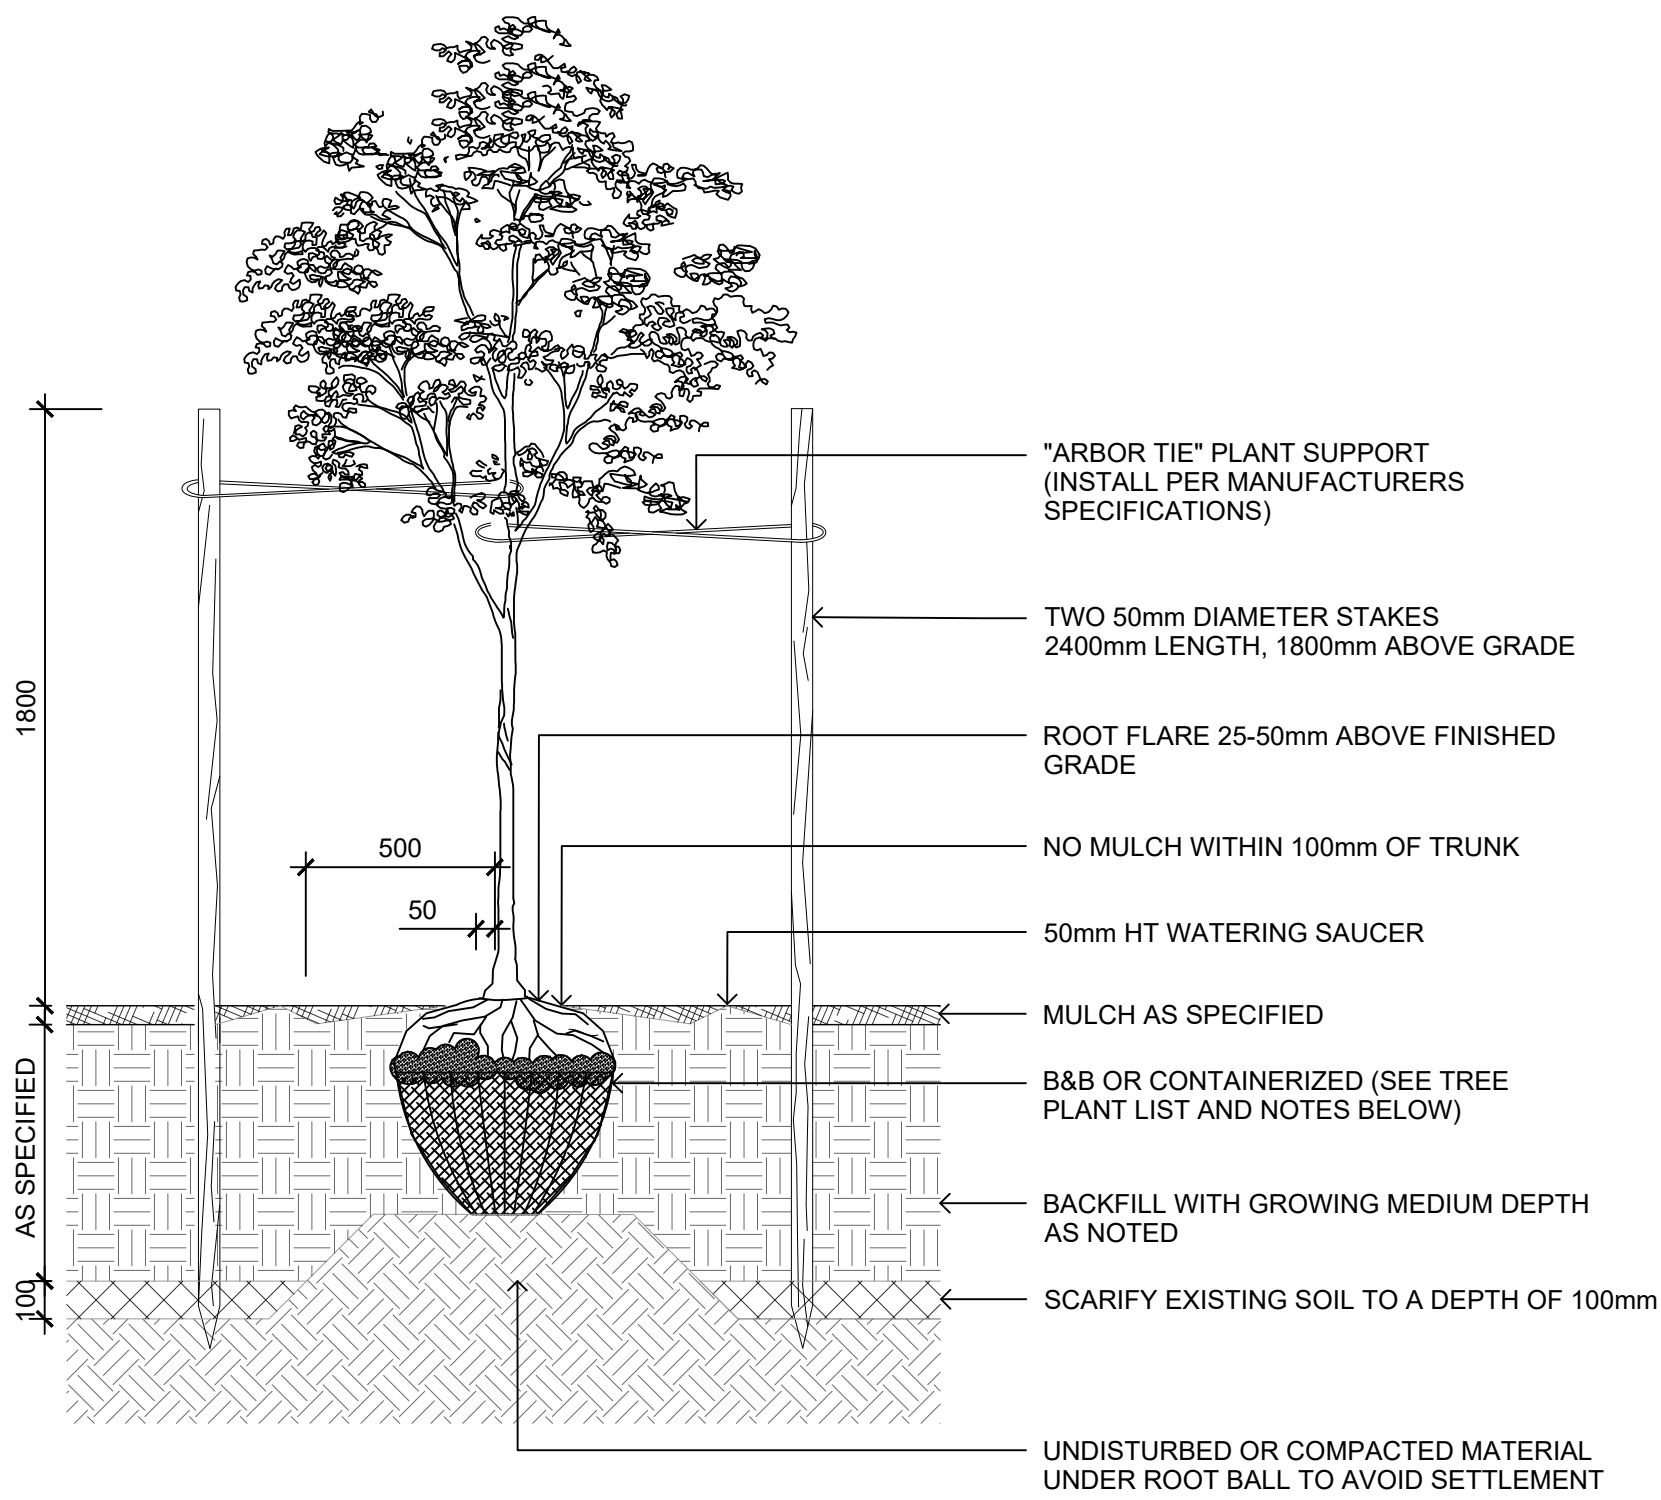 "ARBOR TIE" PLANT SUPPORT
(INSTALL PER MANUFACTURERS
SPECIFICATIONS)
TWO 50mm DIAMETER STAKES
2400mm LENGTH, 1800mm ABOVE GRADE
1800
ROOT FLARE 25-50mm ABOVE FINISHED
GRADE
500
NO MULCH WITHIN 100mm OF TRUNK
50
50mm HT WATERING SAUCER
MULCH AS SPECIFIED
AS SPECIFIED
B&B OR CONTAINERIZED (SEE TREE
PLANT LIST AND NOTES BELOW)
BACKFILL WITH GROWING MEDIUM DEPTH
AS NOTED
100
SCARIFY EXISTING SOIL TO A DEPTH OF 100mm
UNDISTURBED OR COMPACTED MATERIAL
UNDER ROOT BALL TO AVOID SETTLEMENT